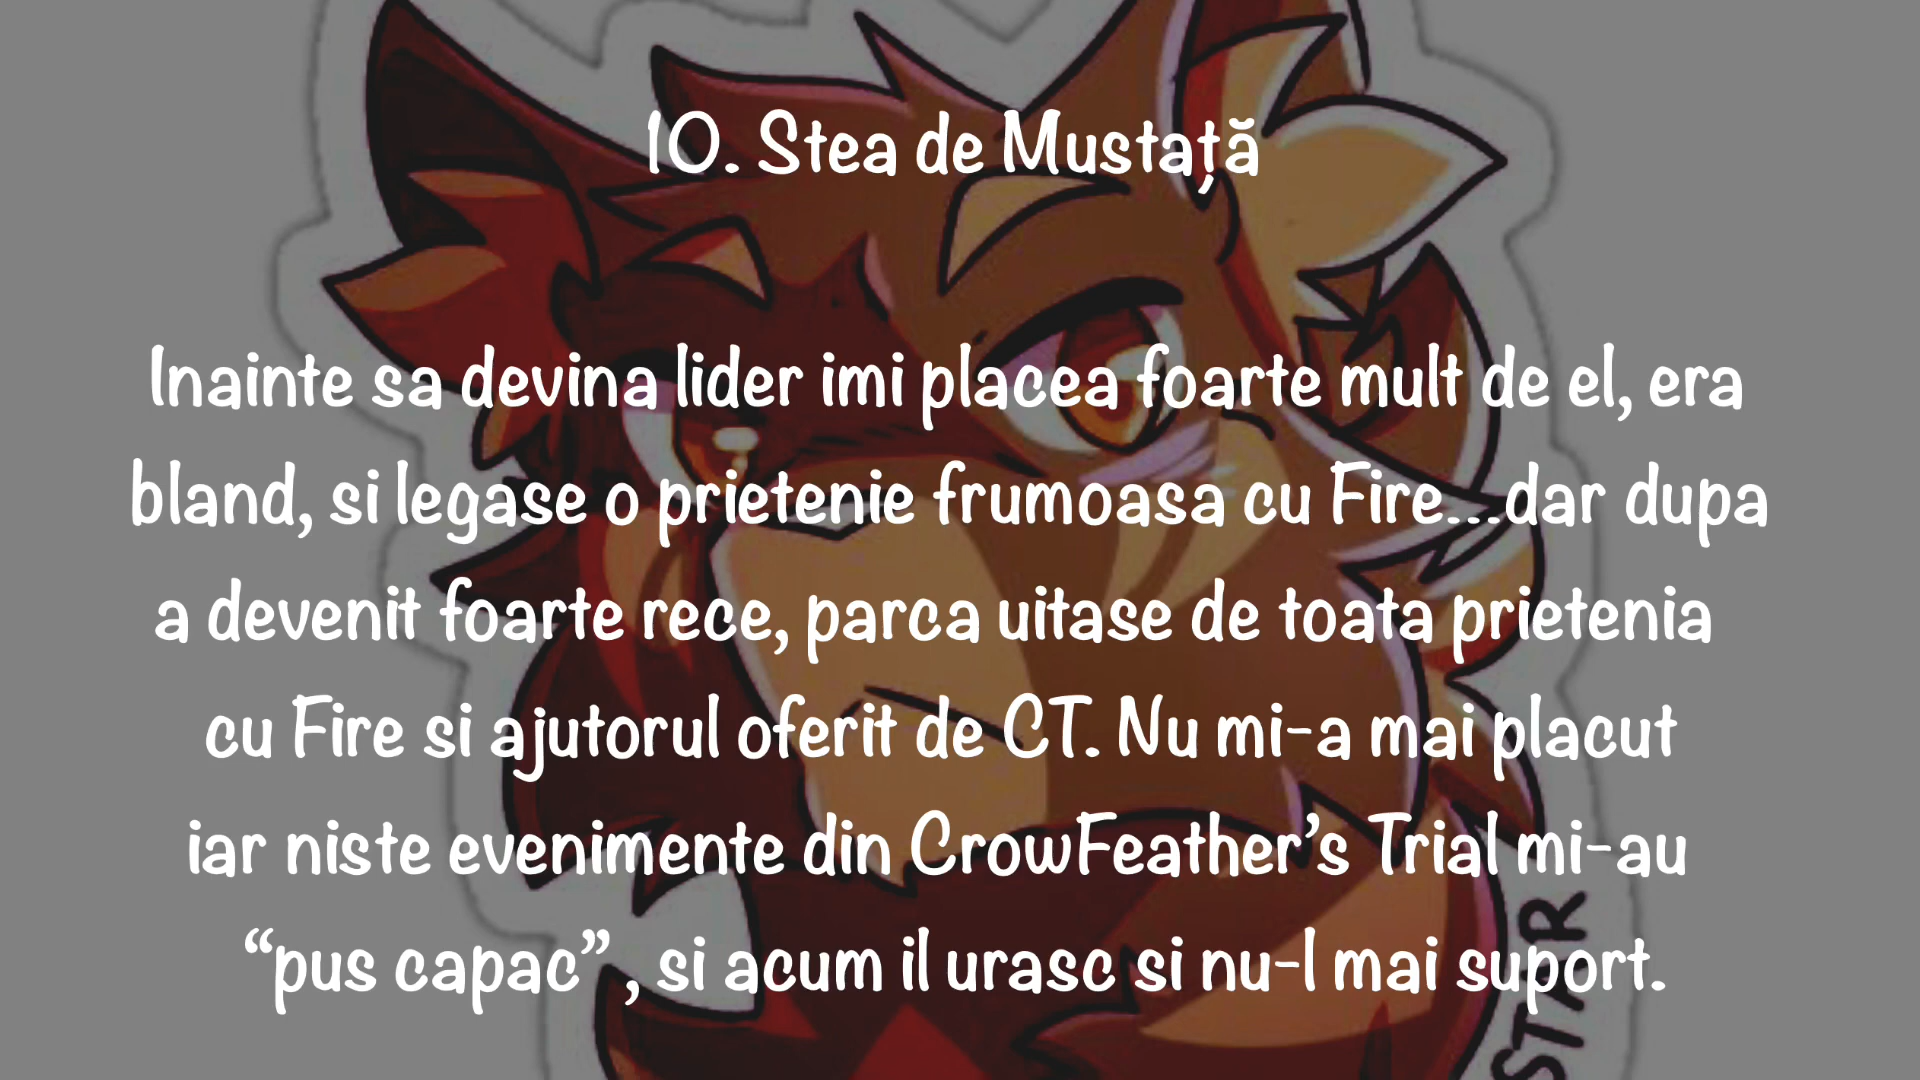 10. Stea de Mustață
Inainte sa devina lider imi placea foarte mult de el, era
bland, si legase o prietenie frumoasa cu Fire...dar dupa
a devenit foarte rece, parca uitase de toata prietenia
cu Fire si ajutorul oferit de CT. Nu mi-a mai placut
iar niste evenimente din CrowFeather's Trial mi-au
“pus capac” , si acum il urasc si nu-l mai suport.
STAR